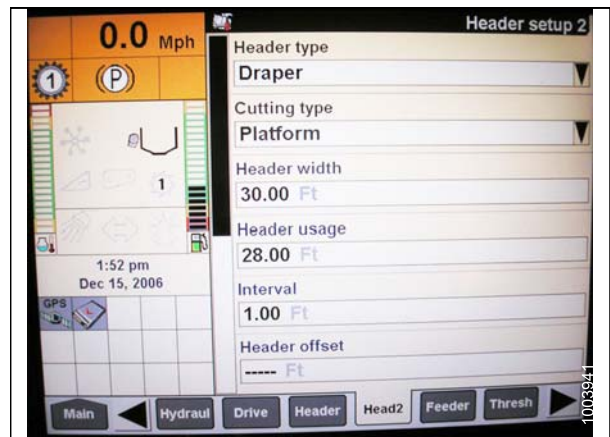 0.0 Mph
Header setup 2
1
(P)
Header type
Draper
Cutting type
Platform
Header width
30.00 Ft
1
Header usage
28.00 Ft
1:52 pm
Dec 15, 2006
Interval
1.00 Ft
GPS
Header offset
----- Ft
Main
Hydraul
Drive
Header
Head2
Feeder
Thresh
1003941